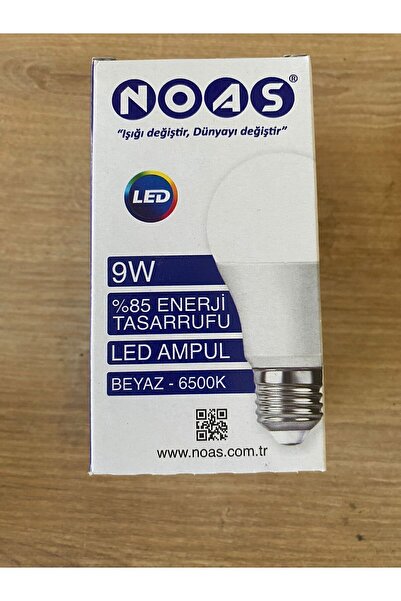 NOAS®
"Işığı değiştir, Dünyayı değiştir"
LED
9W
%85 ENERJİ
TASARRUFU
LED AMPUL
BEYAZ - 6500K
www.noas.com.tr